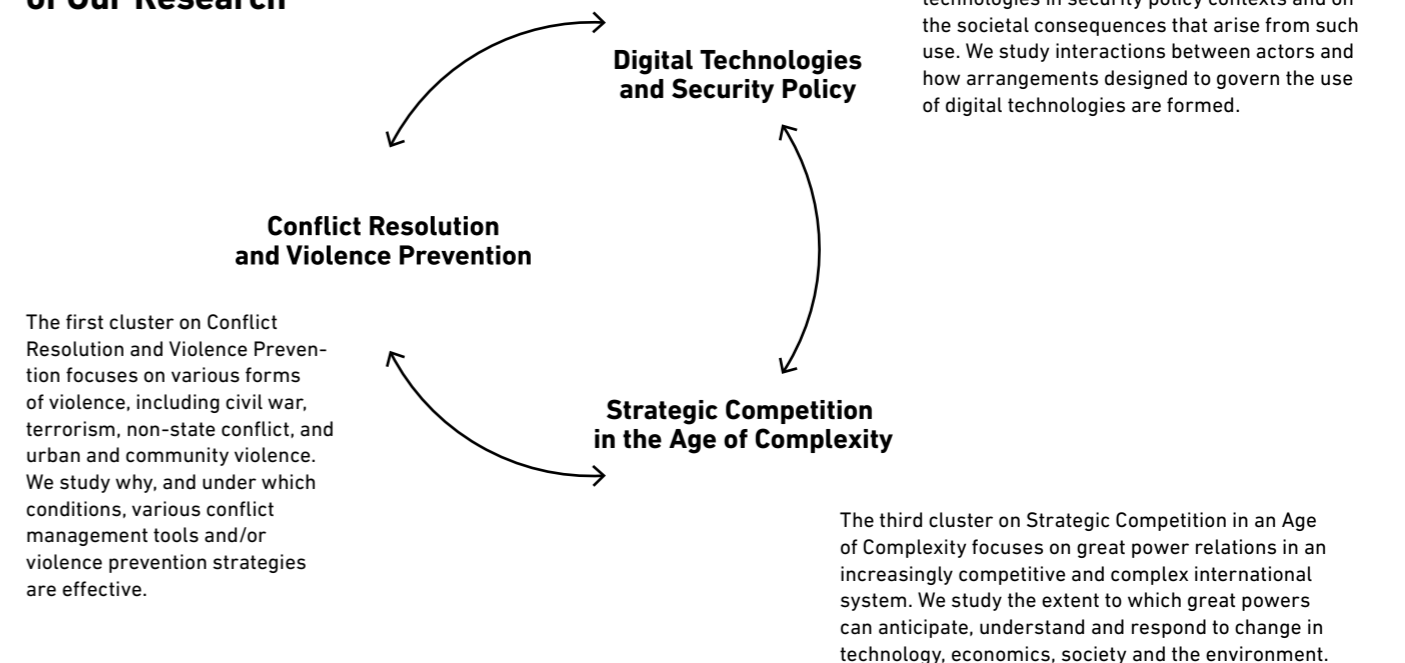 of Our Research
technologies in security policy contexts and on
the societal consequences that arise from such
use. We study interactions between actors and
how arrangements designed to govern the use
of digital technologies are formed.
Digital Technologies
and Security Policy
Conflict Resolution
and Violence Prevention
The first cluster on Conflict
Resolution and Violence Preven-
tion focuses on various forms
of violence, including civil war,
terrorism, non-state conflict, and
urban and community violence.
We study why, and under which
conditions, various conflict
management tools and/or
violence prevention strategies
are effective.
Strategic Competition
in the Age of Complexity
The third cluster on Strategic Competition in an Age
of Complexity focuses on great power relations in an
increasingly competitive and complex international
system. We study the extent to which great powers
can anticipate, understand and respond to change in
technology, economics, society and the environment.